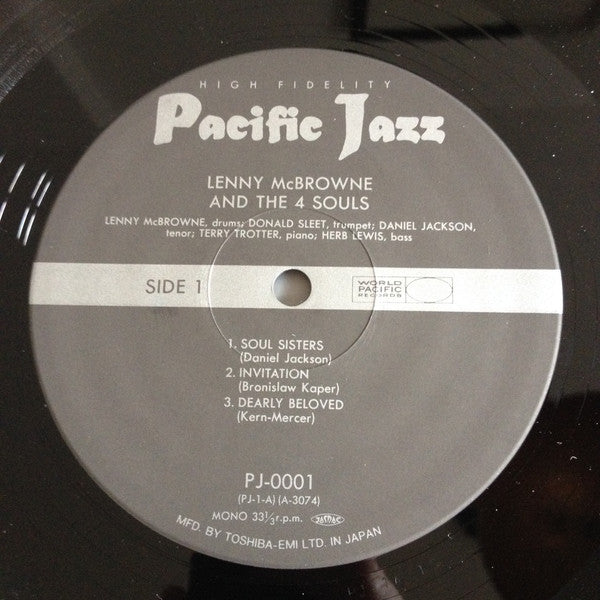 HIGH FIDELITY
Pacific Jazz
LENNY McBROWNE
AND THE 4 SOULS
LENNY McBROWNE, drums; DONALD SLEET, trumpet; DANIEL JACKSON,
tenor; TERRY TROTTER, piano; HERB LEWIS, bass
SIDE 1
WORLD
PACIFIC
RECORDS
1. SOUL SISTERS
(Daniel Jackson)
2. INVITATION
(Bronislaw Kaper)
3. DEARLY BELOVED
(Kern-Mercer)
PJ-0001
(PJ-1-A) (A-3074)
MONO 33⅓ r.p.m.
MFD. BY TOSHIBA-EMI LTD. IN JAPAN